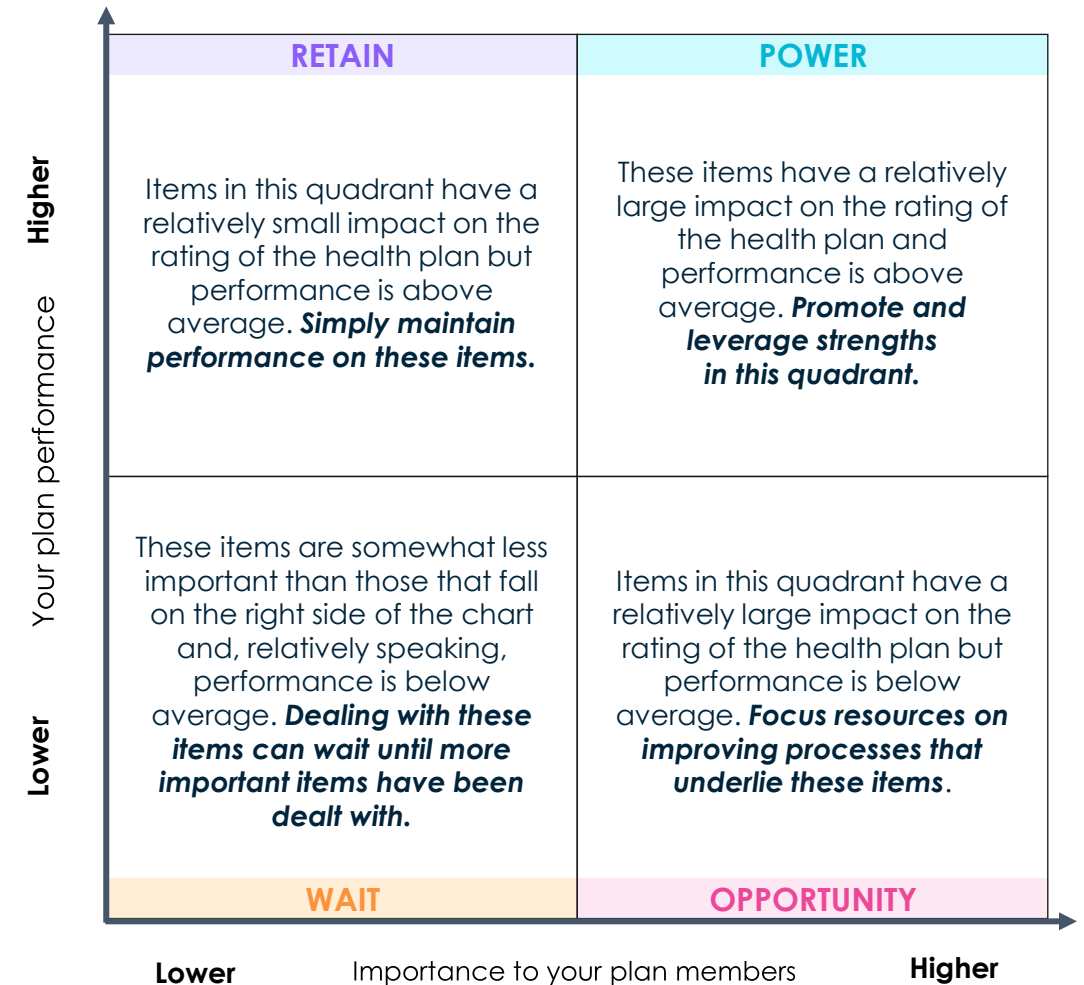 RETAIN
POWER
Higher
Your plan performance
Lower
Items in this quadrant have a
relatively small impact on the
rating of the health plan but
performance is above
average. Simply maintain
performance on these items.
These items have a relatively
large impact on the rating of
the health plan and
performance is above
average. Promote and
leverage strengths
in this quadrant.
These items are somewhat less
important than those that fall
on the right side of the chart
and, relatively speaking,
performance is below
average. Dealing with these
items can wait until more
important items have been
dealt with.
Items in this quadrant have a
relatively large impact on the
rating of the health plan but
performance is below
average. Focus resources on
improving processes that
underlie these items.
WAIT
OPPORTUNITY
Lower
Importance to your plan members
Higher